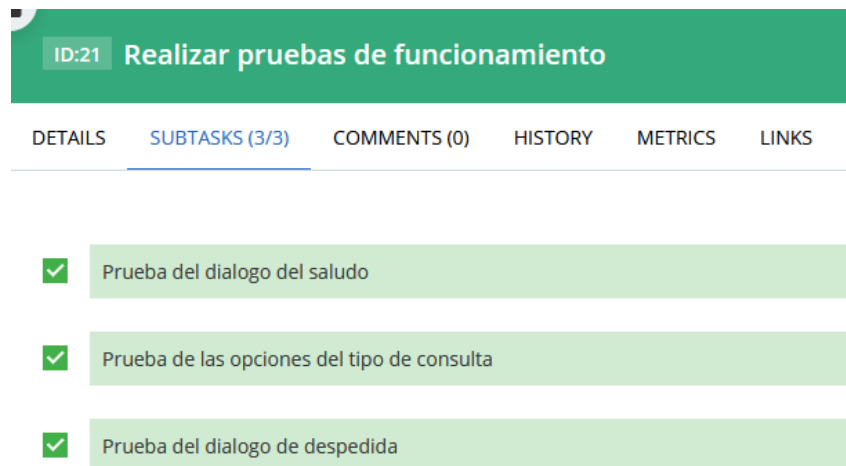 ID:21 Realizar pruebas de funcionamiento
DETAILS SUBTASKS (3/3) COMMENTS (0) HISTORY METRICS LINKS
Prueba del dialogo del saludo
Prueba de las opciones del tipo de consulta
Prueba del dialogo de despedida